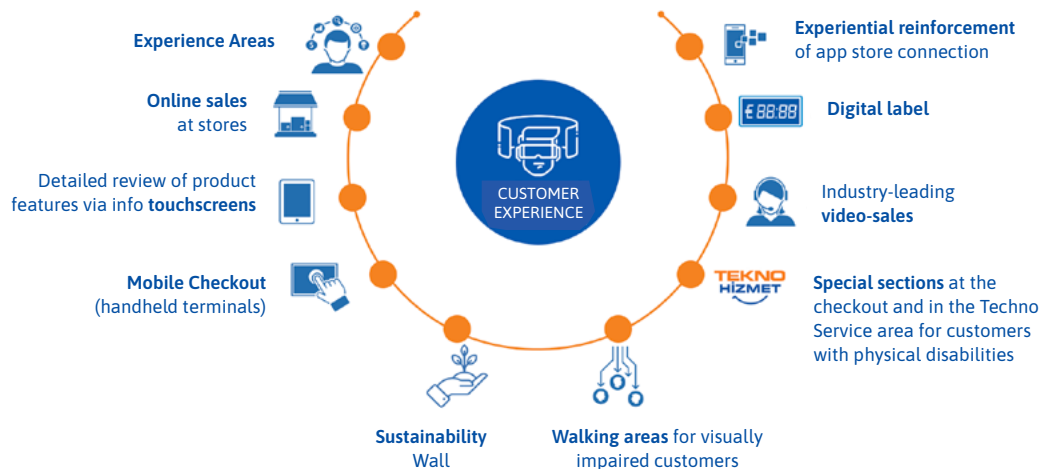 Experience Areas
Online sales
at stores
Detailed review of product
features via info touchscreens
Mobile Checkout
(handheld terminals)
Sustainability
Wall
Walking areas for visually
impaired customers
CUSTOMER
EXPERIENCE
Experiential reinforcement
of app store connection
€ 88:88
Digital label
Industry-leading
video-sales
TEKNO
HİZMET
Special sections at the
checkout and in the Techno
Service area for customers
with physical disabilities